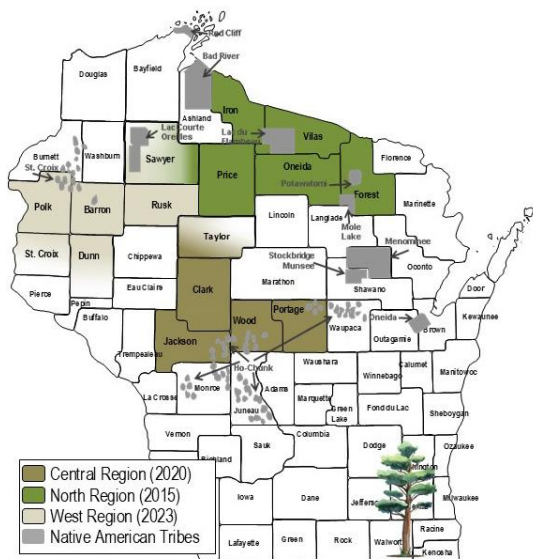 Red Cliff
Bad River
Douglas
Bayfield
Ashland
Iron
Vilas
Lac du
Flambeau
Lac Courte
Oreilles
Sawyer
Burnett
Washburn
St. Croix
Florence
Oneida
Price
Potawatomi
Forest
Polk
Barron
Rusk
Lincoln
Langlade
Mole
Lake
Marinette
Taylor
Menominee
St. Croix
Dunn
Chippewa
Stockbridge
Munsee
Marathon
Oconto
Shawano
Pierce
Pepin
Eau Claire
Clark
Door
Buffalo
Wood
Portage
Waupaca
Oneida
Brown
Kewaunee
Outagamie
Trempealeau
Jackson
Ho-Chunk
Waushara
Calumet
Manitowoc
Winnebago
Monroe
Juneau
Adams
Marquette
Green
Lake
Fond du Lac
Sheboygan
La Crosse
Vernon
Sauk
Columbia
Dodge
Ozaukee
Milwaukee
Iowa
Dane
Racine
Kenosha
Lafayette
Green
Rock
Central Region (2020)
North Region (2015)
West Region (2023)
Native American Tribes